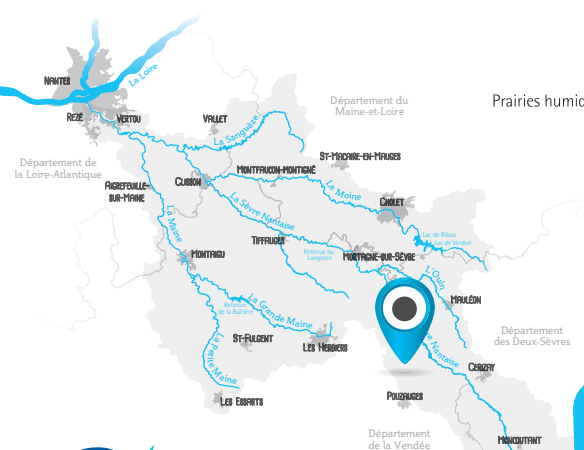 NANTES
La Loire
REZÉ
VERTOU
VALLET
La Sanguèze
Département du
Maine-et-Loire
Prairies humid
Département de
la Loire-Atlantique
AIGREFEUILLE-
SUR-MAINE
CLISSON
MONTFAUCON-MONTIGNÉ
ST-MACAIRE-EN-MAUGES
La Moine
CHOLET
La Maine
La Sèvre Nantaise
TIFFAUGES
Lac de Ribou
Lac de Verdon
Retenue du
Longeron
MORTAGNE-SUR-SÈVRE
MONTAIGU
L'Ouin
MAULÉON
Retenue
de la Bultière
La Grande Maine
ST-FULGENT
LES HERBIERS
La Petite Maine
LES ESSARTS
Nantaise
Département
des Deux-Sèvres
CERIZAY
POUZAUGES
Département
de la Vendée
MONCOUTANT